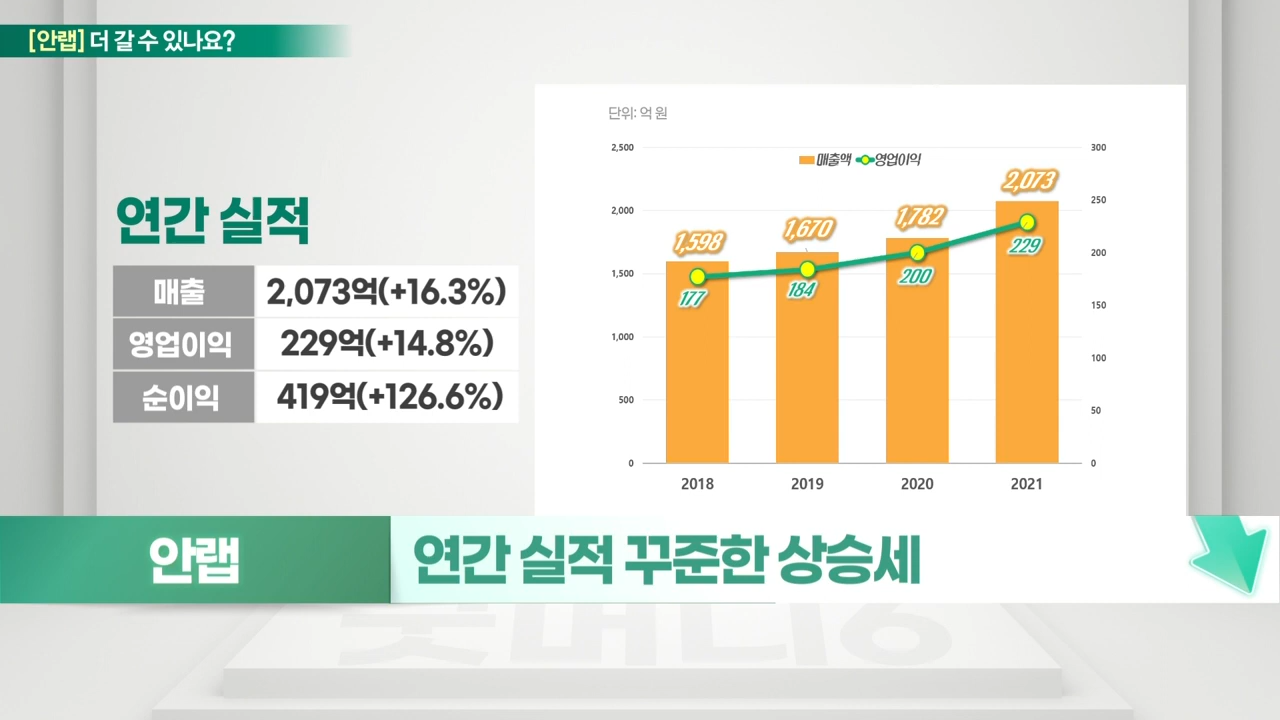 [안랩] 더 갈 수 있나요?
연간 실적
매출 2,073억(+16.3%)
영업이익 229억(+14.8%)
순이익 419억(+126.6%)
단위: 억 원
매출액 영업이익
2,500 300
2,000 250
1,500 200
1,000 150
500 100
0 50
0
1,598 1,670 1,782 2,073
177 184 200 229
2018 2019 2020 2021
안랩 연간 실적 꾸준한 상승세
굿머니6